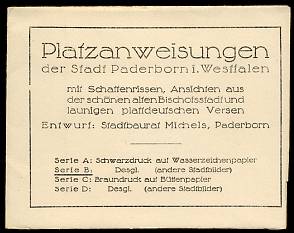 Platzanweisungen
der Stadt Paderborn i. Westfalen
mit Schattenrissen, Ansichten aus
der schönen alten Bischofsstadt und
launigen plattdeutschen Versen
Entwurf: Stadtbaurat Michels, Paderborn
Serie A: Schwarzdruck auf Wasserzeichenpapier
Serie B: Desgl. (andere Stadtbilder)
Serie C: Braundruck auf Büttenpapier
Serie D: Desgl. (andere Stadtbilder)